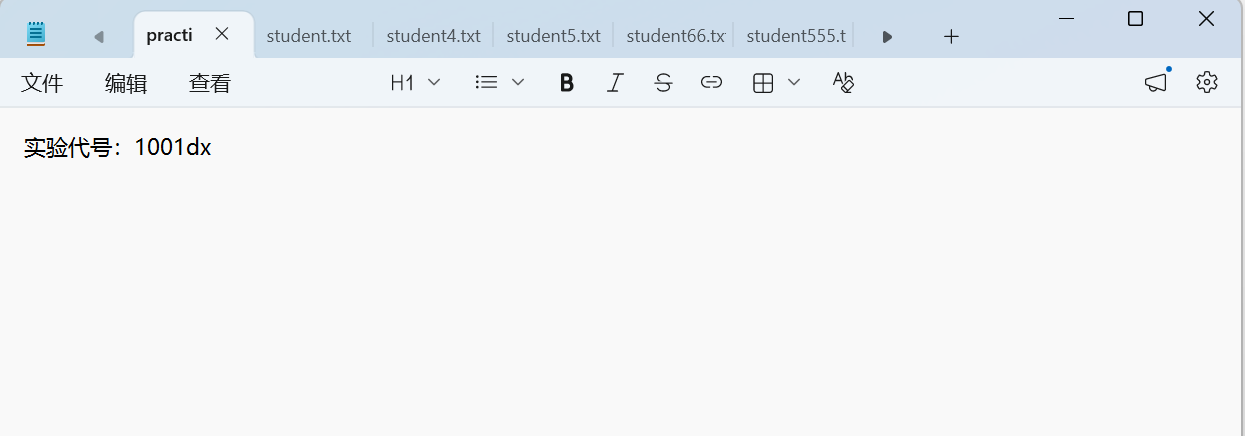 practi student.txt student4.txt student5.txt student66.tx student555.t
文件 编辑 查看 H1 B I S A
实验代号：1001dx